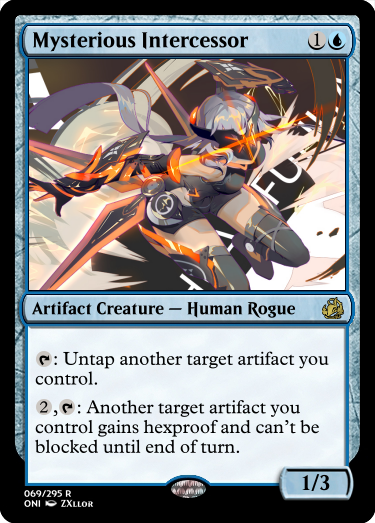 Mysterious Intercessor
1
Artifact Creature — Human Rogue
: Untap another target artifact you
control.
2,: Another target artifact you
control gains hexproof and can't be
blocked until end of turn.
1/3
069/295 R
ONI ZXllor